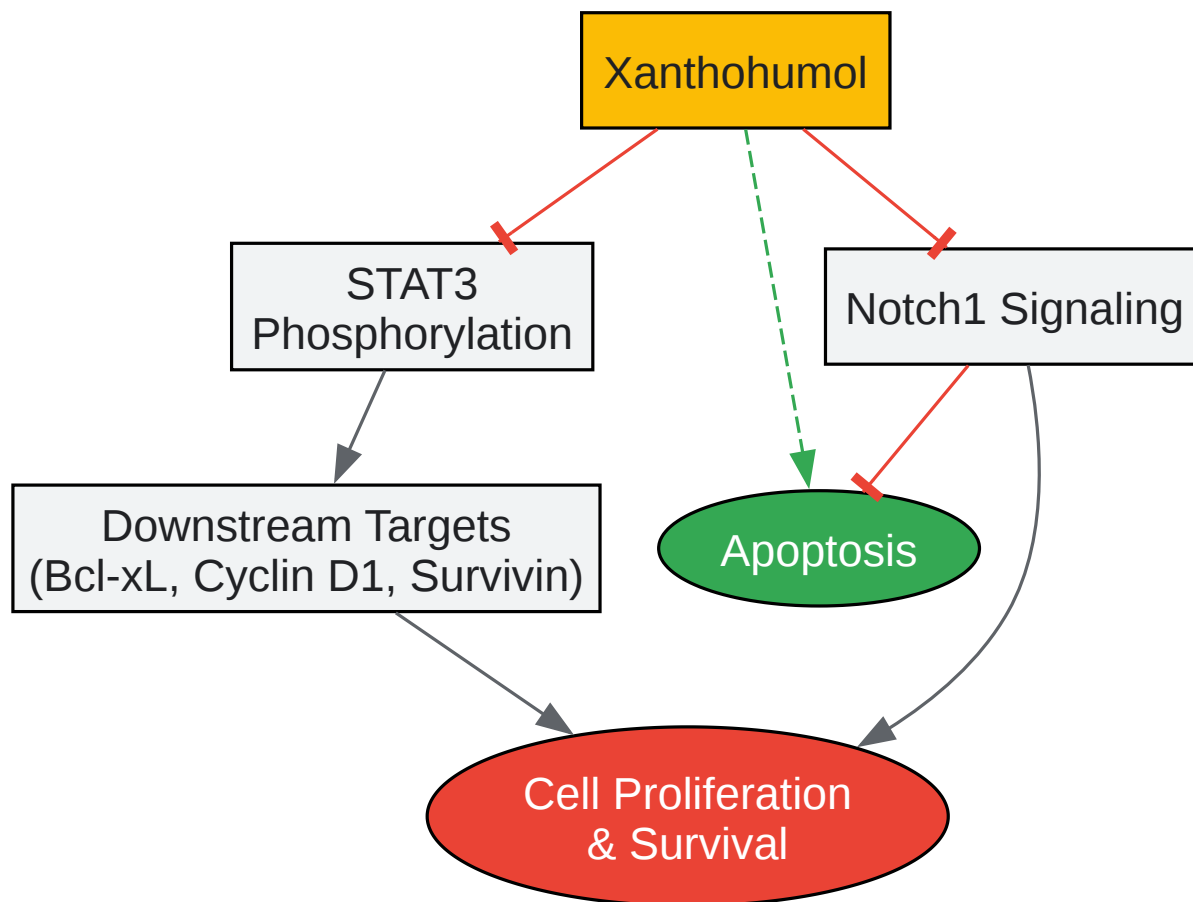 Xanthohumol
STAT3
Phosphorylation
Notch1 Signaling
Downstream Targets
(Bcl-xL, Cyclin D1, Survivin)
Apoptosis
Cell Proliferation
& Survival